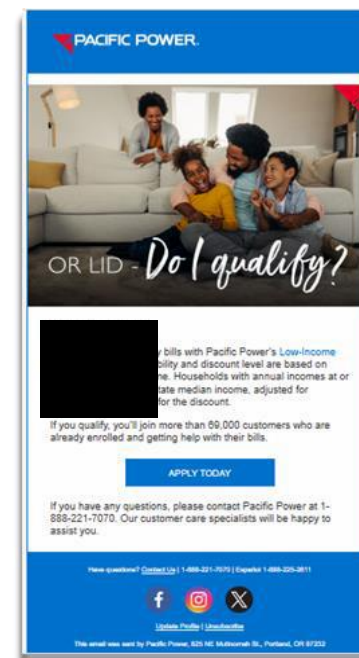 PACIFIC POWER.
OR LID - Do I qualify?
bills with Pacific Power's Low-Income
bility and discount level are based on
Households with annual incomes at or
tate median income, adjusted for
for the discount.
If you qualify, you'll join more than 69,000 customers who are
already enrolled and getting help with their bills.
APPLY TODAY
If you have any questions, please contact Pacific Power at 1-
888-221-7070. Our customer care specialists will be happy to
assist you.
Have questions? Contact Us | 1-888-221-7070 | Español 1-888-225-2611
Update Profile | Unsubscribe
This email was sent by Pacific Power, 825 NE Multnomah St., Portland, OR 97232